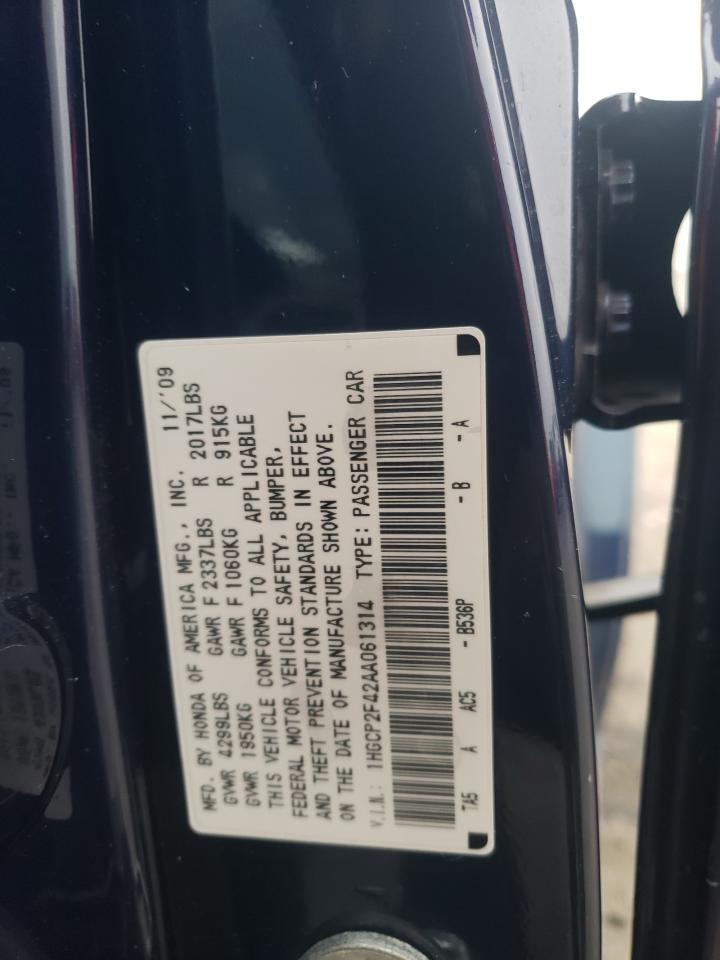 MFD. BY HONDA OF AMERICA MFG., INC. 11/'09
GVWR 4299LBS GAWR F 2337LBS R 2017LBS
GVWR 1950KG GAWR F 1060KG R 915KG
THIS VEHICLE CONFORMS TO ALL APPLICABLE
FEDERAL MOTOR VEHICLE SAFETY, BUMPER,
AND THEFT PREVENTION STANDARDS IN EFFECT
ON THE DATE OF MANUFACTURE SHOWN ABOVE.
V.I.N.: 1HGCP2F42AA061314 TYPE: PASSENGER CAR
TA5 A AC5 -B536P -B -A